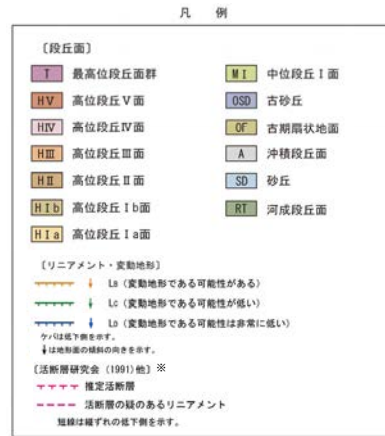 凡 例
〔段丘面〕
T 最高位段丘面群
HⅤ 高位段丘Ⅴ面
HⅣ 高位段丘Ⅳ面
HⅢ 高位段丘Ⅲ面
HⅡ 高位段丘Ⅱ面
HⅠb 高位段丘Ⅰb面
HⅠa 高位段丘Ⅰa面
MⅠ 中位段丘Ⅰ面
OSD 古砂丘
OF 古期扇状地面
A 沖積段丘面
SD 砂丘
RT 河成段丘面
〔リニアメント・変動地形〕
LB (変動地形である可能性がある)
LC (変動地形である可能性が低い)
LD (変動地形である可能性は非常に低い)
ケバは低下側を示す。
↓は地形面の傾斜の向きを示す。
〔活断層研究会(1991)他〕※
推定活断層
活断層の疑のあるリニアメント
短線は縦ずれの低下側を示す。